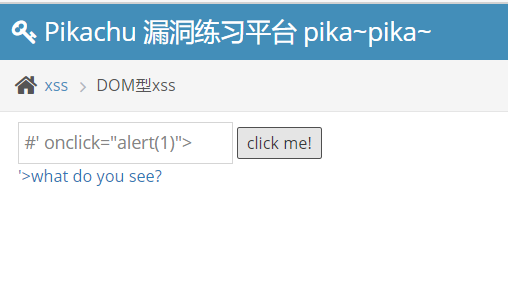 Pikachu 漏洞练习平台 pika~pika~
xss > DOM型xss
#' onclick="alert(1)"> click me!
'>what do you see?